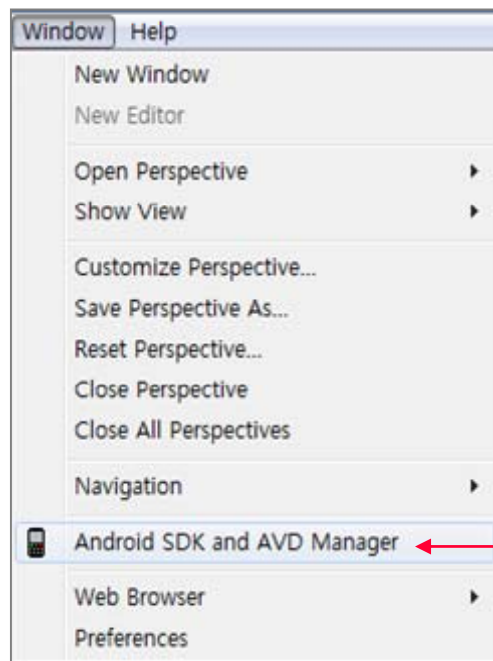 Window Help
New Window
New Editor
Open Perspective
Show View
Customize Perspective...
Save Perspective As...
Reset Perspective...
Close Perspective
Close All Perspectives
Navigation
Android SDK and AVD Manager
Web Browser
Preferences